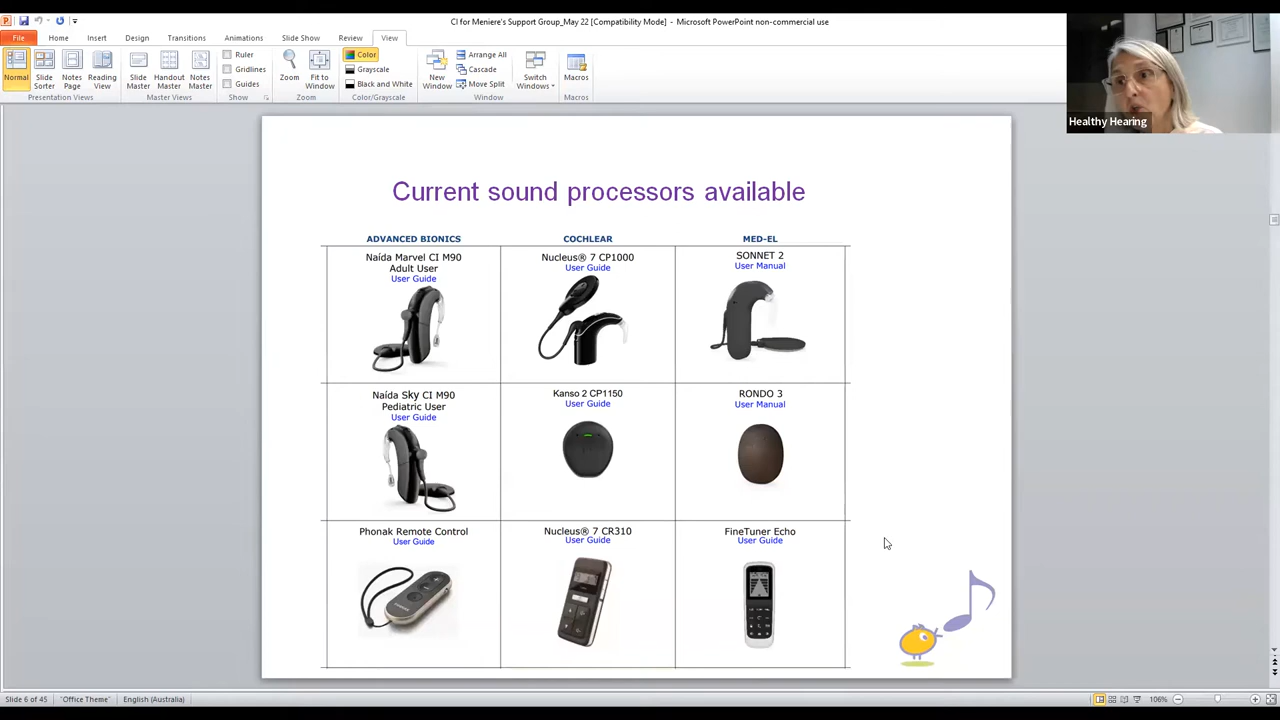 CI for Meniere's Support Group_May 22 [Compatibility Mode] - Microsoft PowerPoint non-commercial use
File Home Insert Design Transitions Animations Slide Show Review View
Normal
Slide Sorter
Notes Page
Reading View
Presentation Views
Slide Master
Handout Master
Notes Master
Master Views
Ruler
Gridlines
Guides
Show
Zoom
Fit to Window
Zoom
Color
Grayscale
Black and White
Color/Grayscale
New Window
Arrange All
Cascade
Move Split
Switch Windows
Window
Macros
Macros
Healthy Hearing
Current sound processors available
ADVANCED BIONICS COCHLEAR MED-EL
Naída Marvel CI M90
Adult User
User Guide
Nucleus® 7 CP1000
User Guide
SONNET 2
User Manual
Naída Sky CI M90
Pediatric User
User Guide
Kanso 2 CP1150
User Guide
RONDO 3
User Manual
Phonak Remote Control
User Guide
Nucleus® 7 CR310
User Guide
FineTuner Echo
User Guide
Slide 6 of 45 "Office Theme" English (Australia) 106%